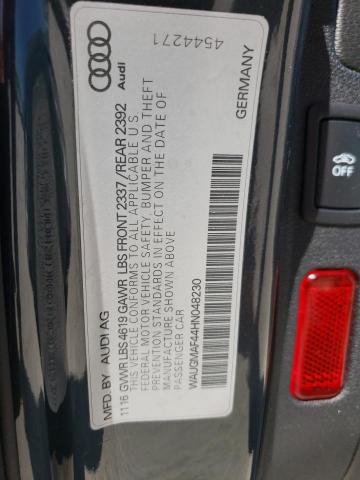 MFD. BY AUDI AG
11 16 GVWR LBS 4619 GAWR LBS FRONT 2337/REAR 2392
THIS VEHICLE CONFORMS TO ALL APPLICABLE U S
FEDERAL MOTOR VEHICLE SAFETY, BUMPER AND THEFT
PREVENTION STANDARDS IN EFFECT ON THE DATE OF
MANUFACTURE SHOWN ABOVE
PASSENGER CAR
WAUGMAF44HN048230
Audi
4544271
GERMANY
OFF